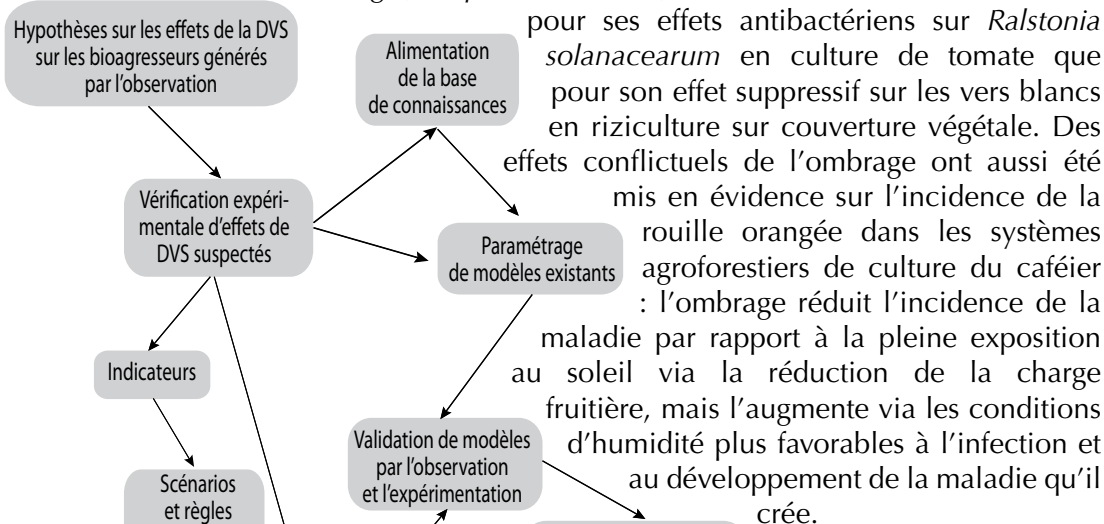 Hypothèses sur les effets de la DVS
sur les bioagresseurs générés
par l'observation
Alimentation
de la base
de connaissances
Vérification expéri-
mentale d'effets de
DVS suspectés
Paramétrage
de modèles existants
Indicateurs
Validation de modèles
par l'observation
et l'expérimentation
Scénarios
et règles
pour ses effets antibactériens sur Ralstonia
solanacearum en culture de tomate que
pour son effet suppressif sur les vers blancs
en riziculture sur couverture végétale. Des
effets conflictuels de l'ombrage ont aussi été
mis en évidence sur l'incidence de la
rouille orangée dans les systèmes
agroforestiers de culture du caféier
: l'ombrage réduit l'incidence de la
maladie par rapport à la pleine exposition
au soleil via la réduction de la charge
fruitière, mais l'augmente via les conditions
d'humidité plus favorables à l'infection et
au développement de la maladie qu'il
crée.